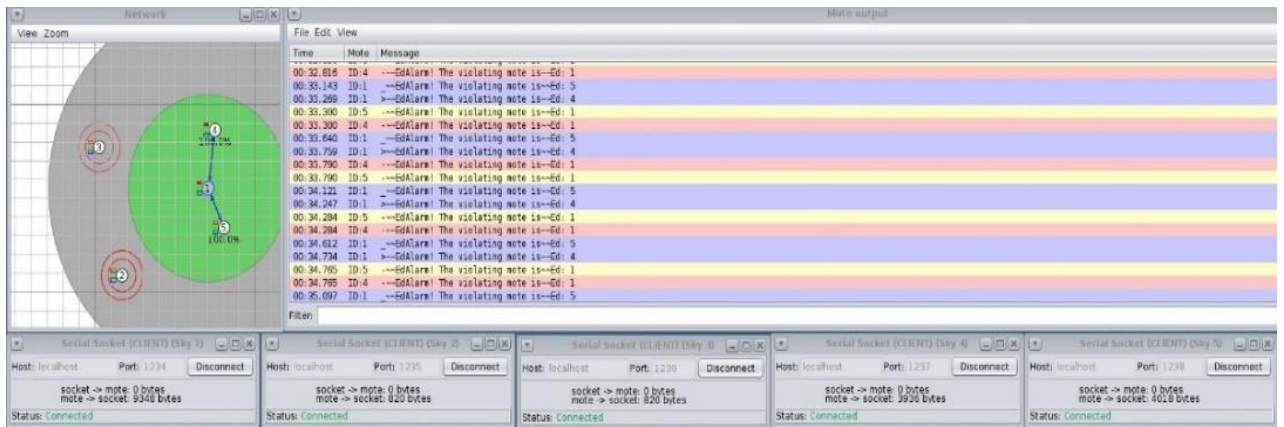 Network
View Zoom
4
3
1
5
100.0%
2
Mote output
File Edit View
Time Mote Message
00:32.816 ID:4 ---EdAlarm! The violating mote is--Ed: 1
00:33.143 ID:1 _--EdAlarm! The violating mote is--Ed: 5
00:33.269 ID:1 >--EdAlarm! The violating mote is--Ed: 4
00:33.300 ID:5 ---EdAlarm! The violating mote is--Ed: 1
00:33.300 ID:4 ---EdAlarm! The violating mote is--Ed: 1
00:33.640 ID:1 _--EdAlarm! The violating mote is--Ed: 5
00:33.759 ID:1 >--EdAlarm! The violating mote is--Ed: 4
00:33.790 ID:4 ---EdAlarm! The violating mote is--Ed: 1
00:33.790 ID:5 ---EdAlarm! The violating mote is--Ed: 1
00:34.121 ID:1 _--EdAlarm! The violating mote is--Ed: 5
00:34.247 ID:1 >--EdAlarm! The violating mote is--Ed: 4
00:34.284 ID:5 ---EdAlarm! The violating mote is--Ed: 1
00:34.284 ID:4 ---EdAlarm! The violating mote is--Ed: 1
00:34.612 ID:1 _--EdAlarm! The violating mote is--Ed: 5
00:34.734 ID:1 >--EdAlarm! The violating mote is--Ed: 4
00:34.765 ID:5 ---EdAlarm! The violating mote is--Ed: 1
00:34.765 ID:4 ---EdAlarm! The violating mote is--Ed: 1
00:35.097 ID:1 _--EdAlarm! The violating mote is--Ed: 5
Filter:
Serial Socket (CLIENT) (Sky 1)
Host: localhost Port: 1234 Disconnect
socket -> mote: 0 bytes
mote -> socket: 9348 bytes
Status: Connected
Serial Socket (CLIENT) (Sky 2)
Host: localhost Port: 1235 Disconnect
socket -> mote: 0 bytes
mote -> socket: 820 bytes
Status: Connected
Serial Socket (CLIENT) (Sky 3)
Host: localhost Port: 1236 Disconnect
socket -> mote: 0 bytes
mote -> socket: 820 bytes
Status: Connected
Serial Socket (CLIENT) (Sky 4)
Host: localhost Port: 1237 Disconnect
socket -> mote: 0 bytes
mote -> socket: 3936 bytes
Status: Connected
Serial Socket (CLIENT) (Sky 5)
Host: localhost Port: 1238 Disconnect
socket -> mote: 0 bytes
mote -> socket: 4018 bytes
Status: Connected